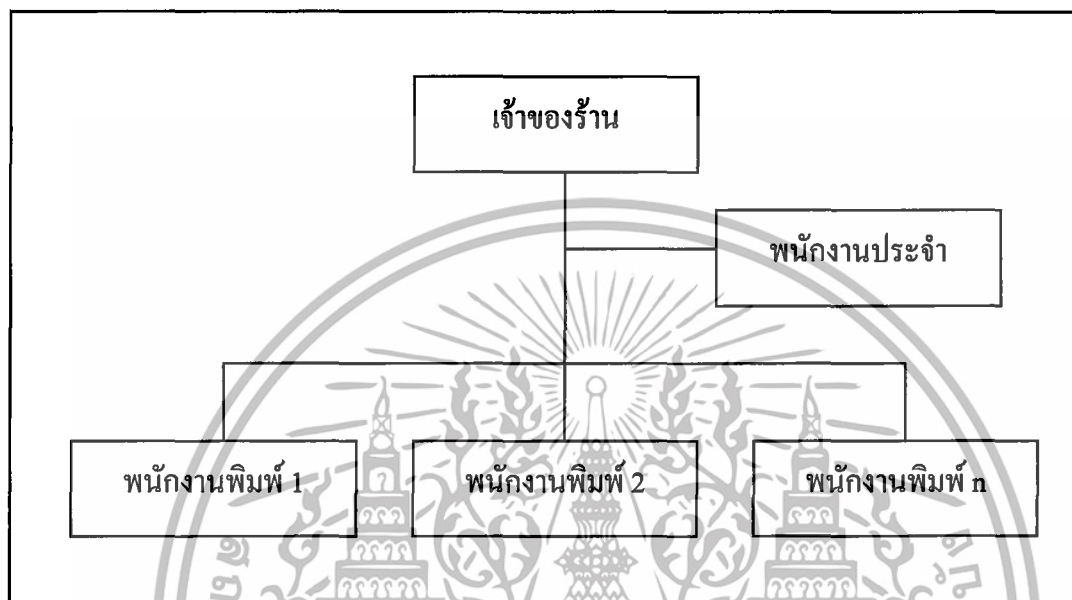 เจ้าของร้าน
พนักงานประจำ
พนักงานพิมพ์ 1
พนักงานพิมพ์ 2
พนักงานพิมพ์ n